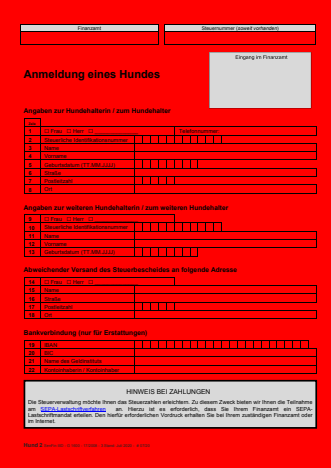 Finanzamt
Steuernummer (soweit vorhanden)
Eingang im Finanzamt
Anmeldung eines Hundes
Angaben zur Hundehalterin / zum Hundehalter
1 Frau Herr Telefonnummer
2 Steuerliche Identifikationsnummer
3 Name
4 Vorname
5 Geburtsdatum (TT.MM.JJJJ)
6 Straße
7 Postleitzahl
8 Ort
Angaben zur weiteren Hundehalterin / zum weiteren Hundehalter
9 Frau Herr
10 Steuerliche Identifikationsnummer
11 Name
12 Vorname
13 Geburtsdatum (TT.MM.JJJJ)
Abweichender Versand des Steuerbescheides an folgende Adresse
14 Frau Herr
15 Name
16 Straße
17 Postleitzahl
18 Ort
Bankverbindung (nur für Erstattungen)
19 IBAN
20 BIC
21 Name des Geldinstituts
22 Kontoinhaberin / Kontoinhaber
HINWEIS BEI ZAHLUNGEN
Die Steuerverwaltung möchte Ihnen das Steuerzahlen erleichtern. Zu diesem Zweck bieten wir Ihnen die Teilnahme
am SEPA-Lastschriftverfahren an. Hierzu ist es erforderlich, dass Sie Ihrem Finanzamt ein SEPA-
Lastschriftmandat erteilen. Den hierfür erforderlichen Vordruck erhalten Sie bei Ihrem zuständigen Finanzamt oder
im Internet.